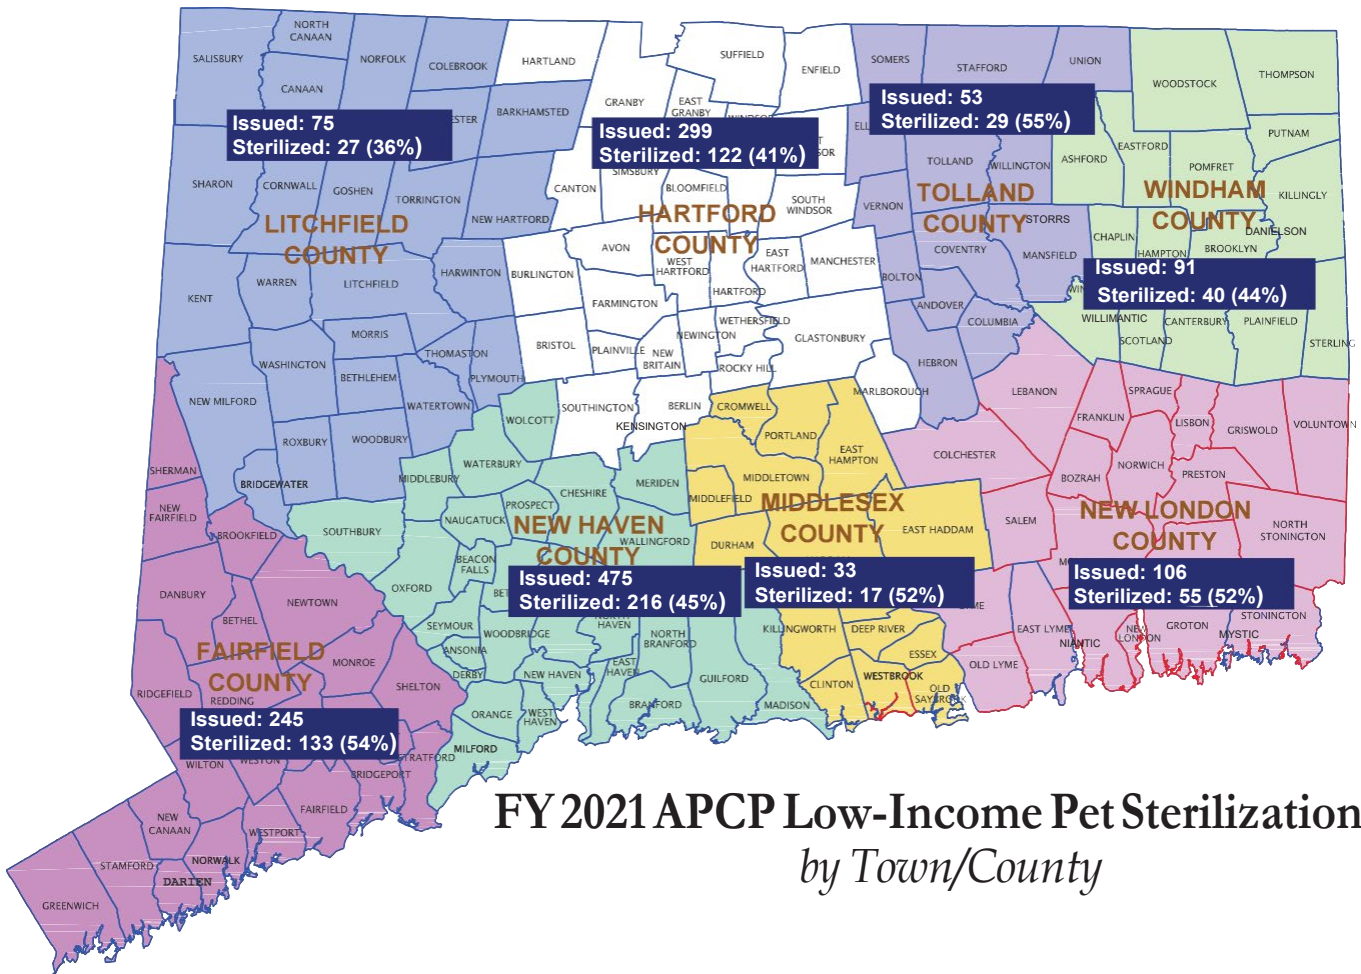 NORTH
CANAAN
SALISBURY
NORFOLK
COLEBROOK
HARTLAND
SUFFIELD
ENFIELD
SOMERS
STAFFORD
UNION
WOODSTOCK
THOMPSON
CANAAN
BARKHAMSTED
GRANBY
EAST
GRANBY
Issued: 75
Sterilized: 27 (36%)
Issued: 299
Sterilized: 122 (41%)
Issued: 53
Sterilized: 29 (55%)
PUTNAM
EASTFORD
ASHFORD
POMFRET
TOLLAND
WILLINGTON
KILLINGLY
SIMSBURY
BLOOMFIELD
SHARON
CORNWALL
GOSHEN
TORRINGTON
NEW HARTFORD
CANTON
SOUTH
WINDSOR
VERNON
LITCHFIELD
COUNTY
HARTFORD
COUNTY
TOLLAND
COUNTY
WINDHAM
COUNTY
STORRS
DANIELSON
CHAPLIN
HAMPTON
BROOKLYN
AVON
WEST
HARTFORD
EAST
HARTFORD
MANCHESTER
COVENTRY
MANSFIELD
BOLTON
HARTFORD
KENT
WARREN
LITCHFIELD
HARWINTON
BURLINGTON
FARMINGTON
ANDOVER
COLUMBIA
Issued: 91
Sterilized: 40 (44%)
WILLIMANTIC
CANTERBURY
PLAINFIELD
SCOTLAND
STERLING
MORRIS
WETHERSFIELD
NEWINGTON
GLASTONBURY
BRISTOL
PLAINVILLE
NEW
BRITAIN
ROCKY HILL
HEBRON
WASHINGTON
BETHLEHEM
THOMASTON
PLYMOUTH
WATERTOWN
NEW MILFORD
ROXBURY
WOODBURY
WOLCOTT
SOUTHINGTON
BERLIN
KENSINGTON
CROMWELL
MARLBOROUGH
LEBANON
SPRAGUE
FRANKLIN
LISBON
GRISWOLD
VOLUNTOWN
PORTLAND
EAST
HAMPTON
COLCHESTER
BOZRAH
NORWICH
PRESTON
SHERMAN
BRIDGEWATER
MIDDLEBURY
WATERBURY
CHESHIRE
MERIDEN
MIDDLETOWN
MIDDLEFIELD
NEW
FAIRFIELD
BROOKFIELD
SOUTHBURY
NAUGATUCK
PROSPECT
NEW HAVEN
COUNTY
WALLINGFORD
MIDDLESEX
COUNTY
EAST HADDAM
SALEM
NEW LONDON
COUNTY
NORTH
STONINGTON
DURHAM
BEACON
FALLS
OXFORD
DANBURY
NEWTOWN
BETHEL
Issued: 475
Sterilized: 216 (45%)
Issued: 33
Sterilized: 17 (52%)
Issued: 106
Sterilized: 55 (52%)
SEYMOUR
WOODBRIDGE
NORTH
HAVEN
NORTH
BRANFORD
KILLINGWORTH
DEEP RIVER
ESSEX
EAST LYME
NIANTIC
NEW
LONDON
GROTON
MYSTIC
STONINGTON
ANSONIA
DERBY
FAIRFIELD
COUNTY
MONROE
SHELTON
RIDGEFIELD
REDDING
NEW HAVEN
EAST
HAVEN
GUILFORD
MADISON
CLINTON
WESTBROOK
OLD
SAYBROOK
OLD LYME
ORANGE
WEST
HAVEN
BRANFORD
MILFORD
Issued: 245
Sterilized: 133 (54%)
WILTON
WESTON
STRATFORD
BRIDGEPORT
FAIRFIELD
NEW
CANAAN
WESTPORT
NORWALK
STAMFORD
DARIEN
GREENWICH
FY 2021 APCP Low-Income Pet Sterilization
by Town/County